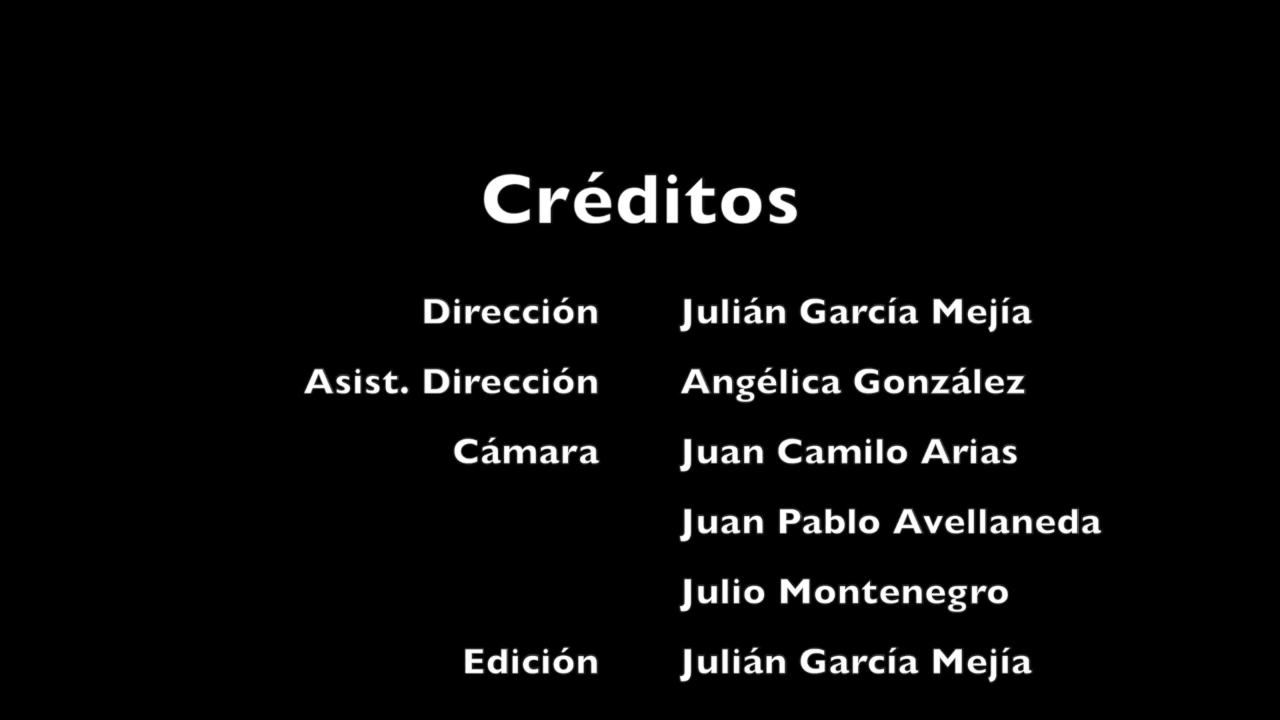 Créditos
Dirección Julián García Mejía
Asist. Dirección Angélica González
Cámara Juan Camilo Arias
Juan Pablo Avellaneda
Julio Montenegro
Edición Julián García Mejía